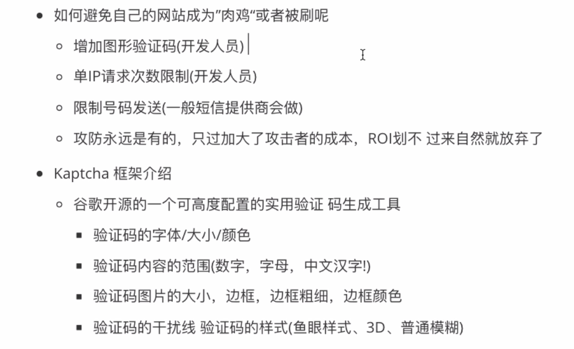 如何避免自己的网站成为”肉鸡“或者被刷呢
增加图形验证码(开发人员)
单IP请求次数限制(开发人员)
限制号码发送(一般短信提供商会做)
攻防永远是有的，只过加大了攻击者的成本，ROI划不 过来自然就放弃了
Kaptcha 框架介绍
谷歌开源的一个可高度配置的实用验证 码生成工具
验证码的字体/大小/颜色
验证码内容的范围(数字，字母，中文汉字!)
验证码图片的大小，边框，边框粗细，边框颜色
验证码的干扰线 验证码的样式(鱼眼样式、3D、普通模糊)